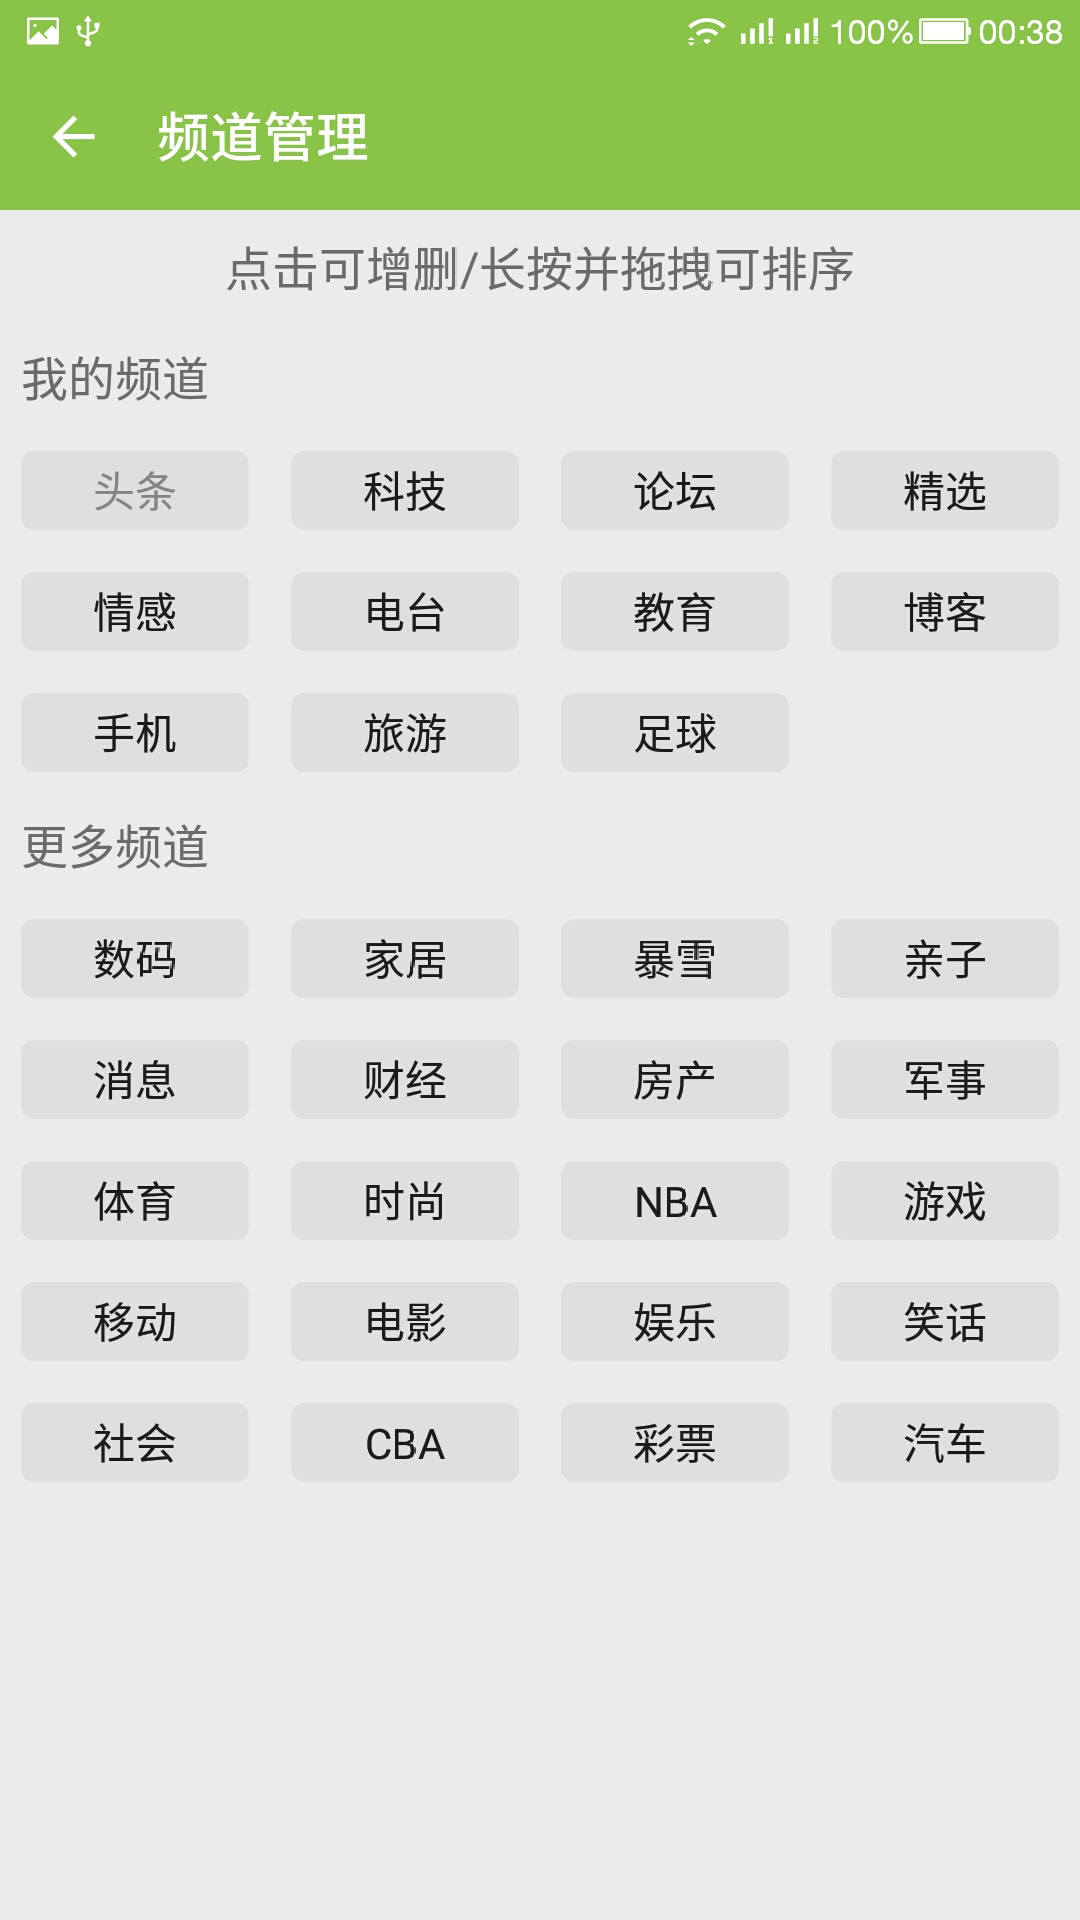 100% 00:38
频道管理
点击可增删/长按并拖拽可排序
我的频道
头条 科技 论坛 精选
情感 电台 教育 博客
手机 旅游 足球
更多频道
数码 家居 暴雪 亲子
消息 财经 房产 军事
体育 时尚 NBA 游戏
移动 电影 娱乐 笑话
社会 CBA 彩票 汽车